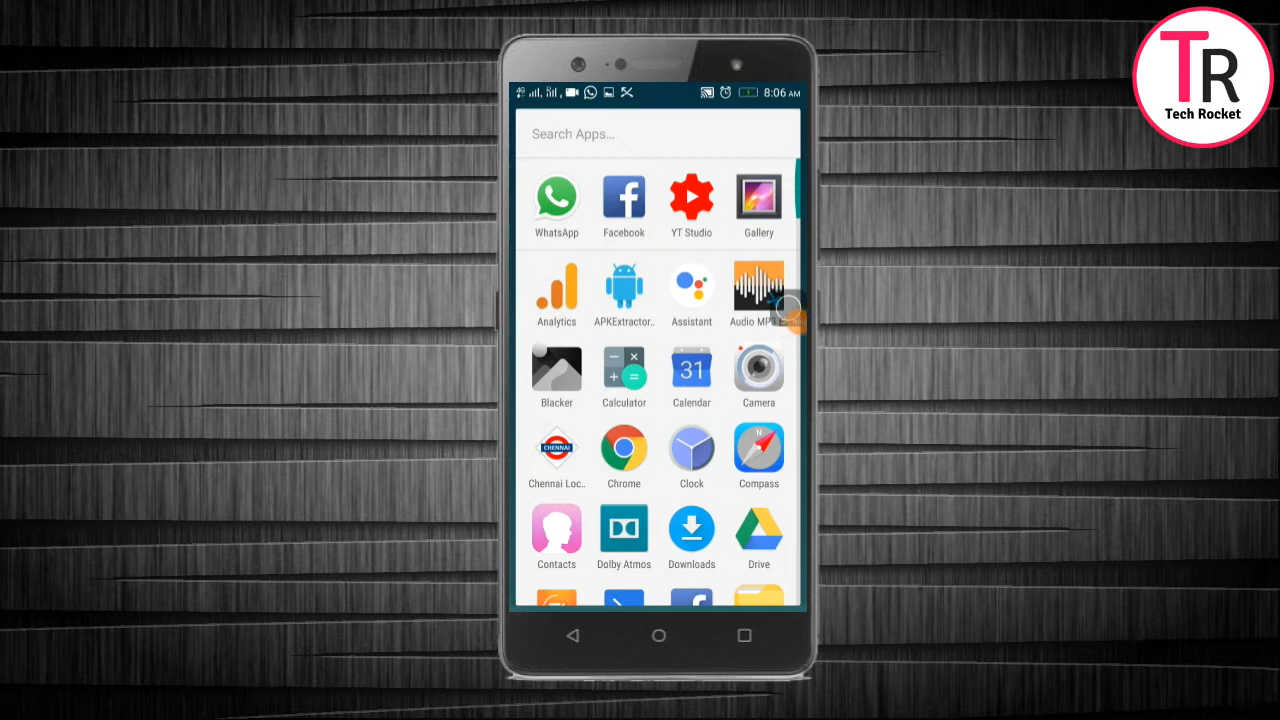 TR
Tech Rocket
4G
8:06 AM
Search Apps...
WhatsApp
Facebook
YT Studio
Gallery
Analytics
APKExtractor..
Assistant
Audio MP3
Blacker
Calculator
31
Calendar
Camera
CHENNAI
Chennai Loc..
Chrome
Clock
N
Compass
Contacts
Dolby Atmos
Downloads
Drive